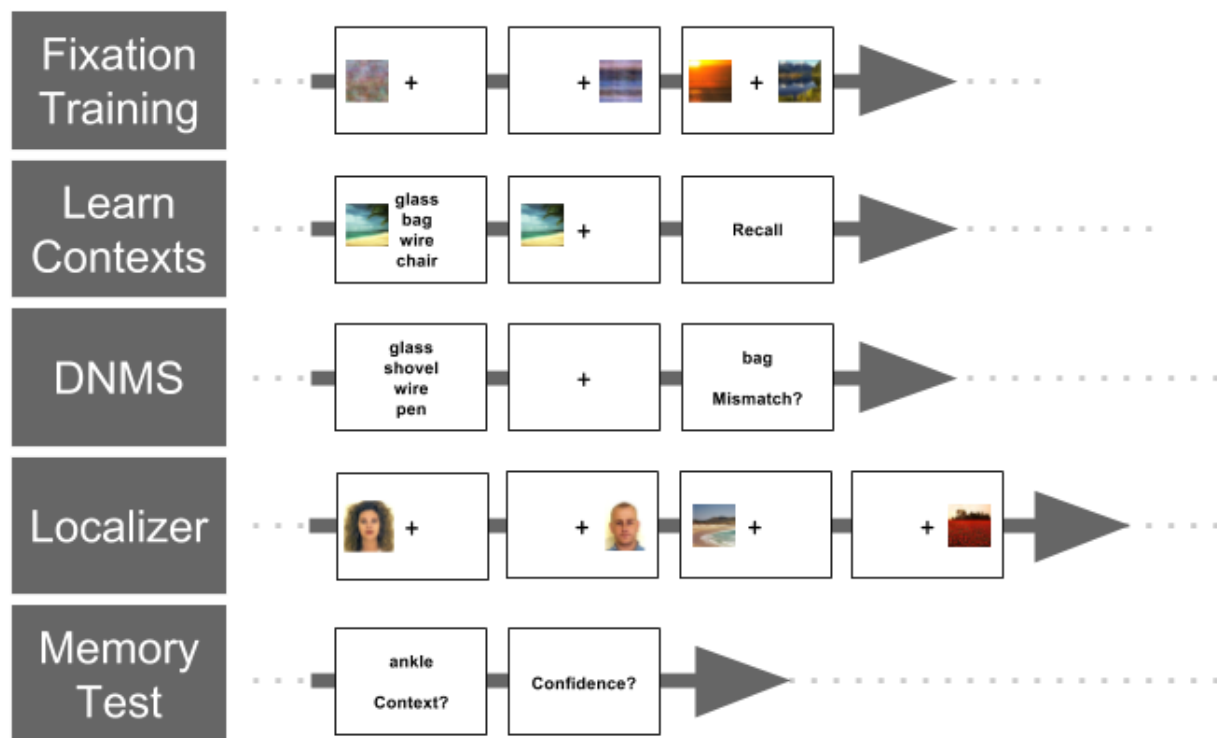 Fixation
Training
+
+
+
Learn
Contexts
glass
bag
wire
chair
+
Recall
DNMS
glass
shovel
wire
pen
+
bag
Mismatch?
Localizer
+
+
+
+
Memory
Test
ankle
Context?
Confidence?